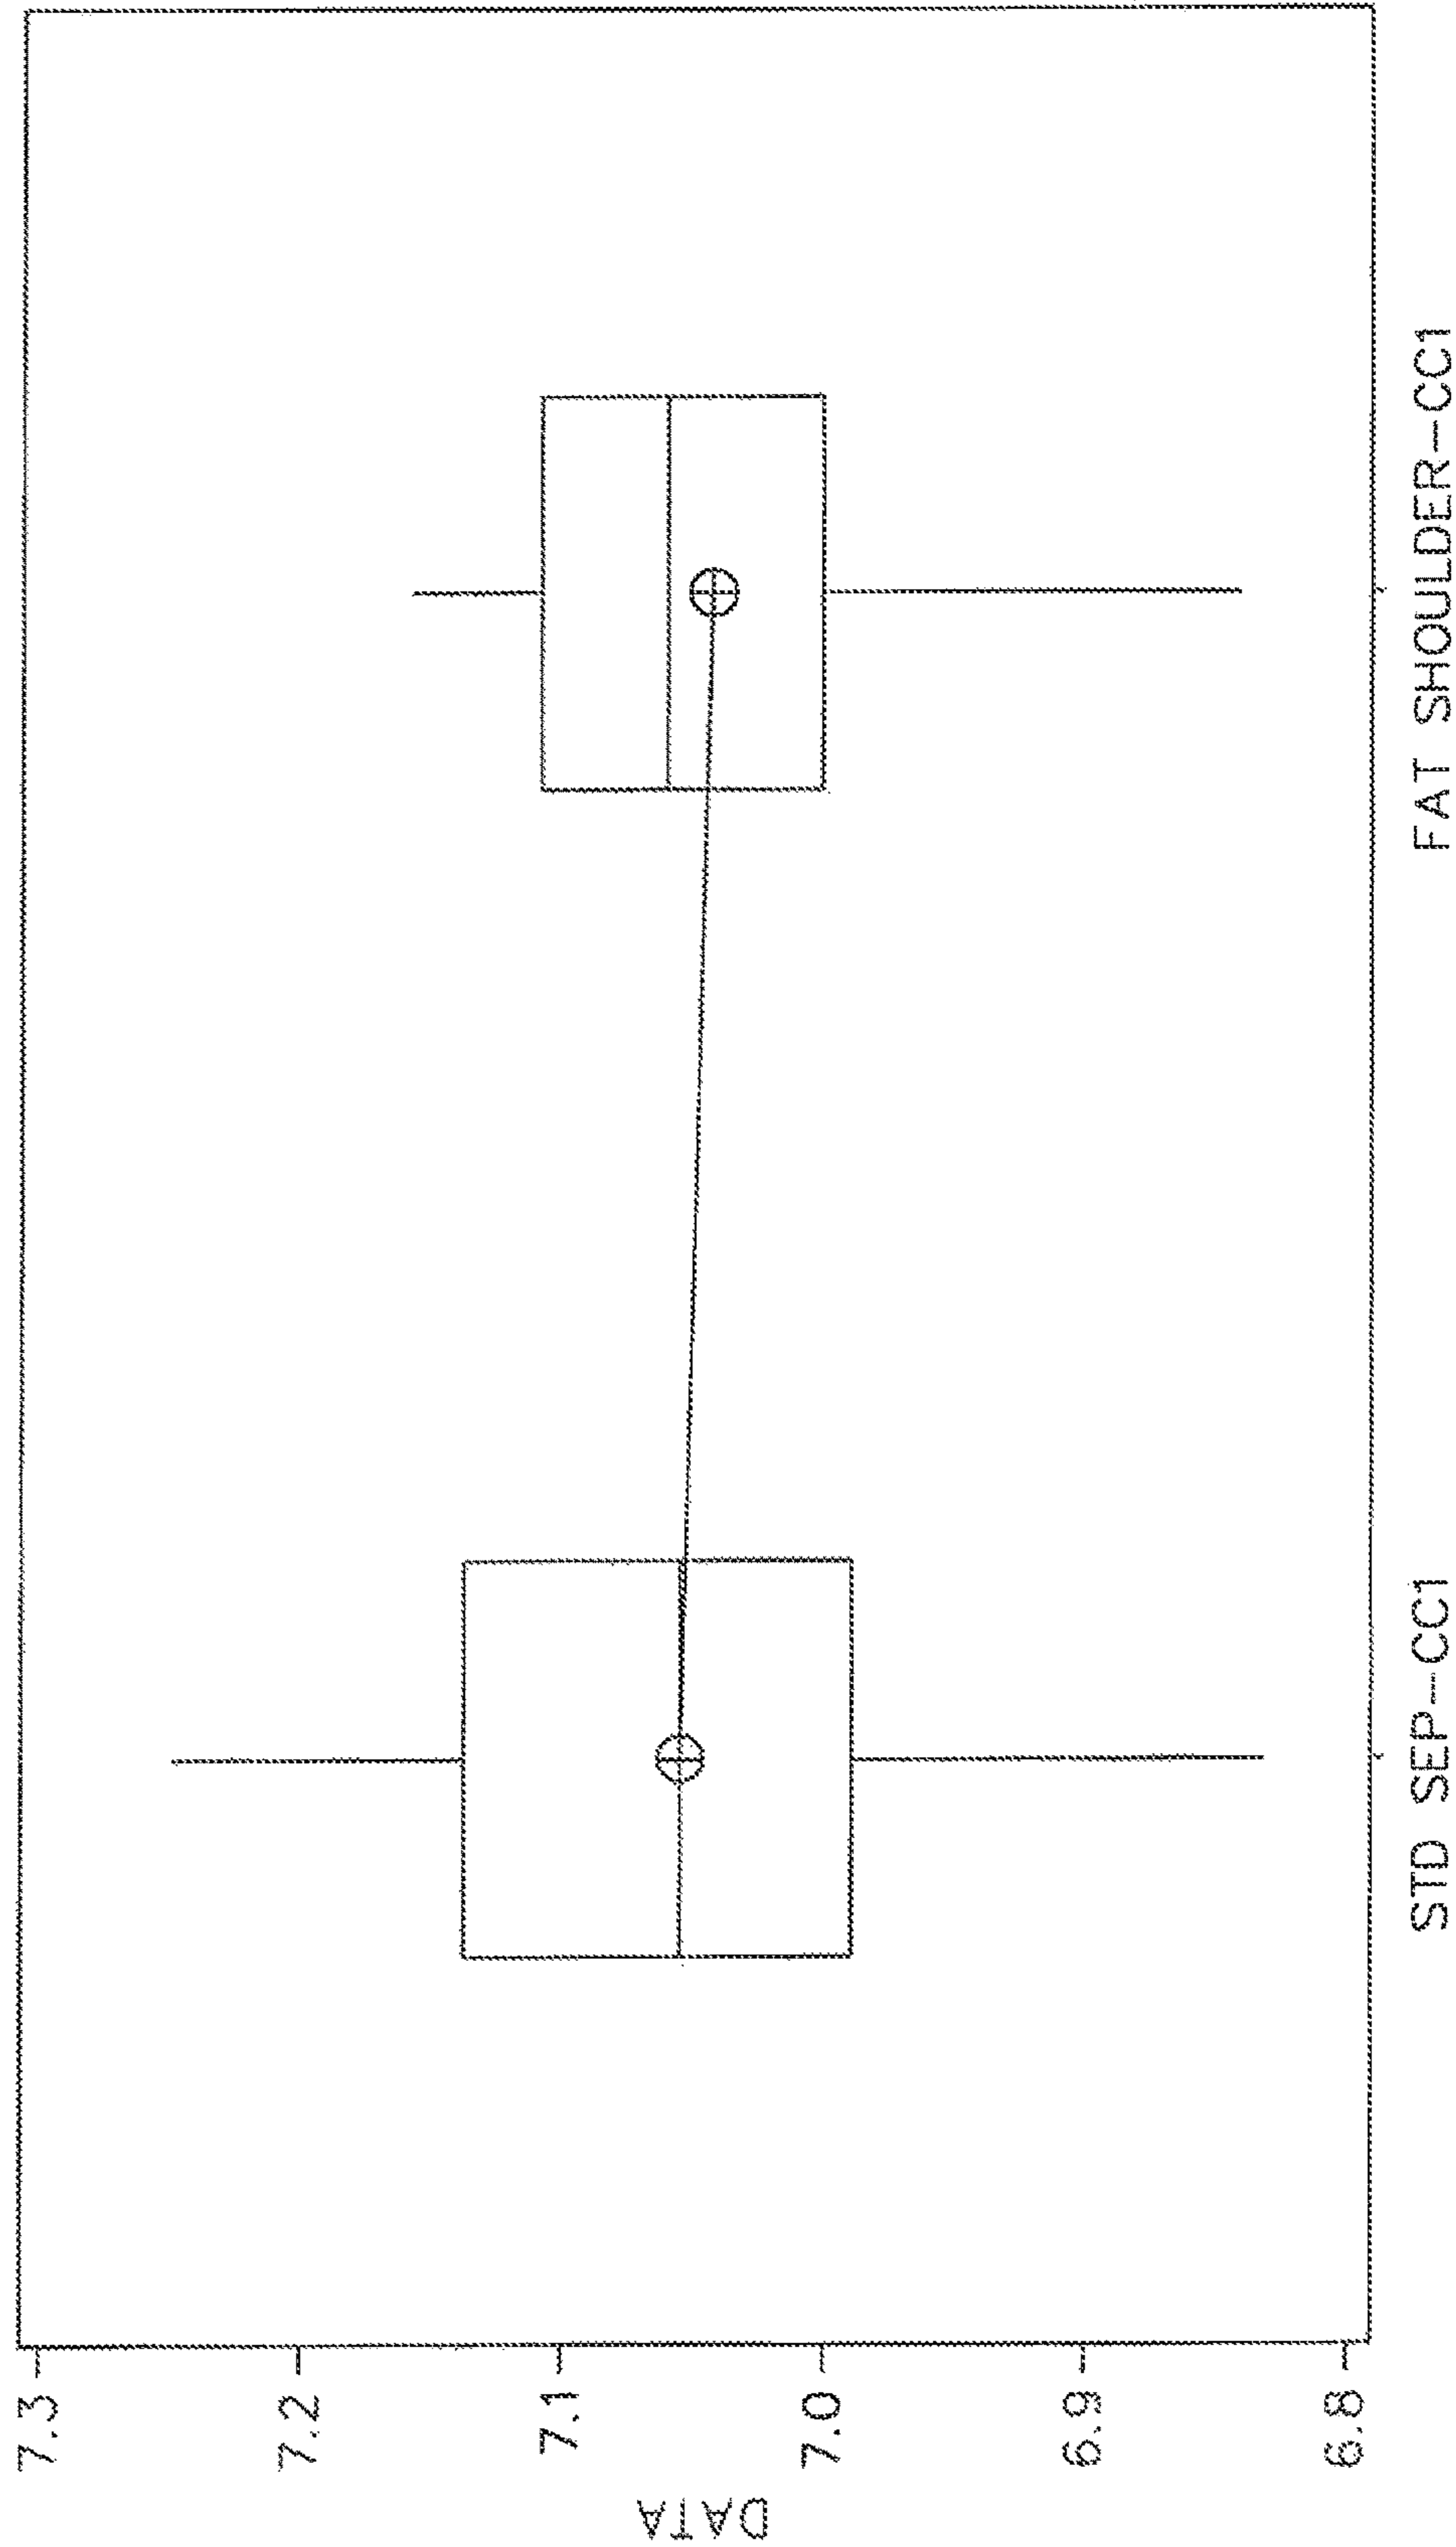 DATA
7.3
7.2
7.1
7.0
6.9
6.8
STD SEP-CC1
FAT SHOULDER-CC1